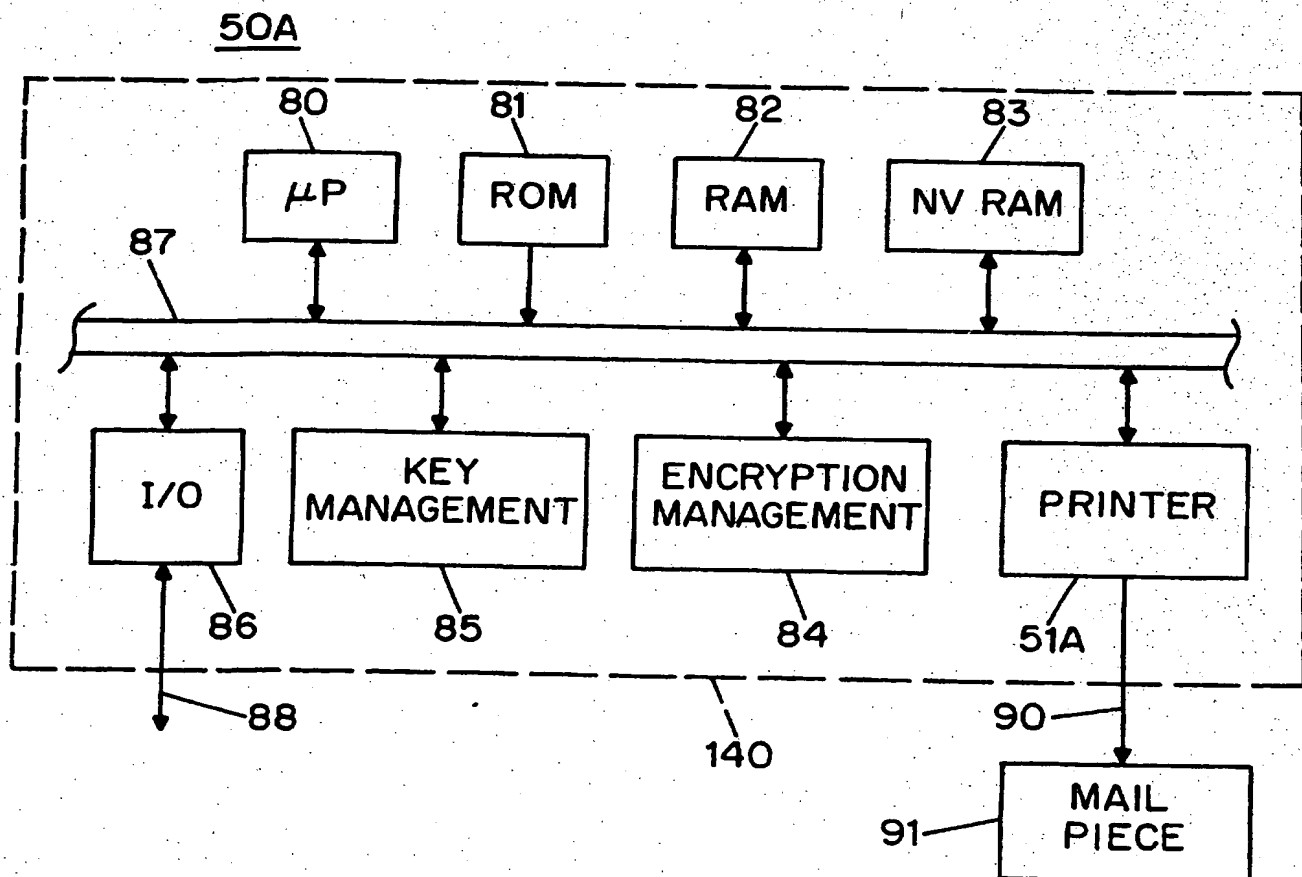 50A
80 81 82 83
μP ROM RAM NV RAM
87
I/O KEY MANAGEMENT ENCRYPTION MANAGEMENT PRINTER
86 85 84 51A
88 140 90
91 MAIL PIECE